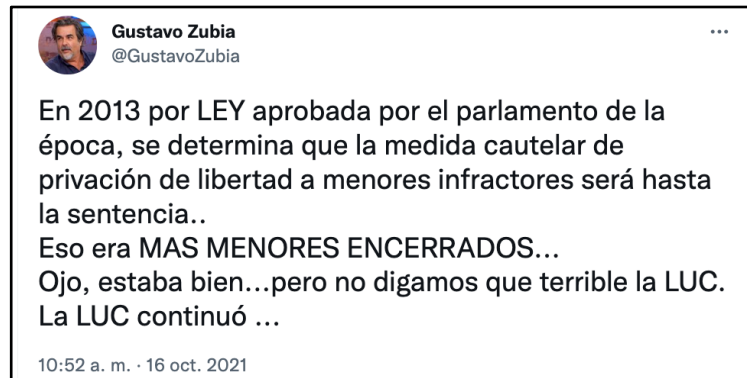 Gustavo Zubia
@GustavoZubia
En 2013 por LEY aprobada por el parlamento de la
época, se determina que la medida cautelar de
privación de libertad a menores infractores será hasta
la sentencia..
Eso era MAS MENORES ENCERRADOS...
Ojo, estaba bien...pero no digamos que terrible la LUC.
La LUC continuó ...
10:52 a. m. · 16 oct. 2021